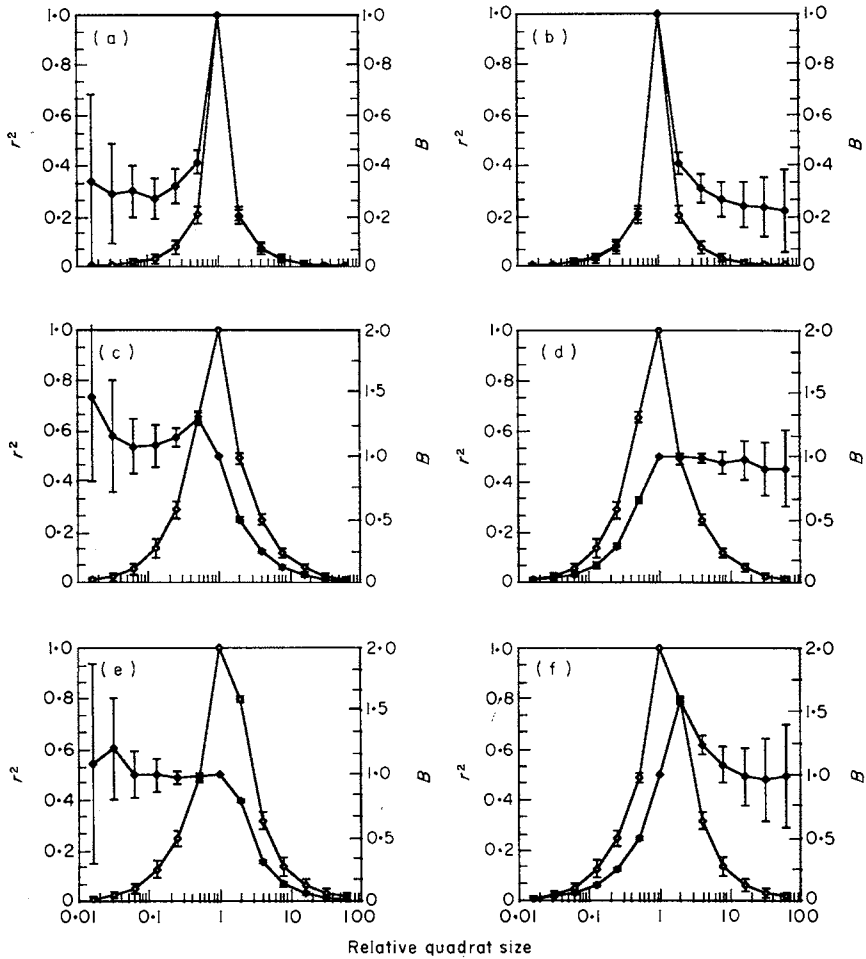 1·0 (a) 1·0 1·0 (b) 1·0
0·8 0·8 0·8 0·8
0·6 0·6 0·6 0·6
r² B r² B
0·4 0·4 0·4 0·4
0·2 0·2 0·2 0·2
0 0 0 0
1·0 (c) 2·0 1·0 (d) 2·0
0·8 0·8
1·5 1·5
0·6 0·6
r² 1·0 B r² 1·0 B
0·4 0·4
0·5 0·5
0·2 0·2
0 0 0 0
1·0 (e) 2·0 1·0 (f) 2·0
0·8 0·8
1·5 1·5
0·6 0·6
r² 1·0 B r² 1·0 B
0·4 0·4
0·5 0·5
0·2 0·2
0 0 0 0
0·01 0·1 1 10 100 0·01 0·1 1 10 100
Relative quadrat size